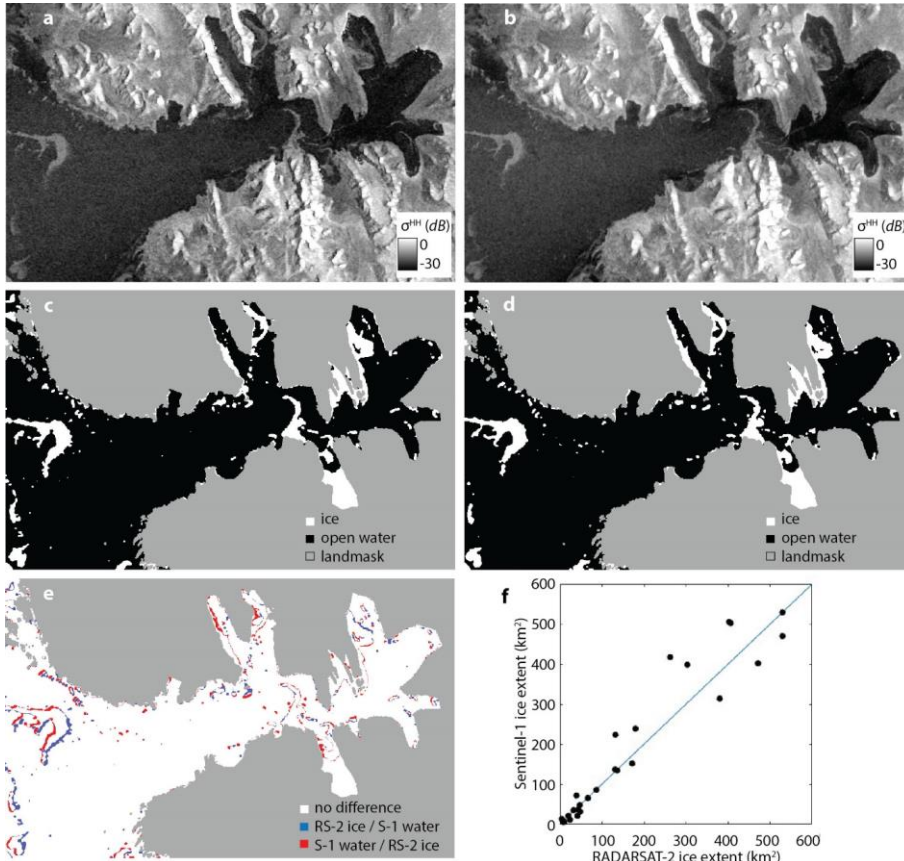 a
σᴴᴴ (dB)
0
-30
b
σᴴᴴ (dB)
0
-30
c
ice
open water
landmask
d
ice
open water
landmask
e
no difference
RS-2 ice / S-1 water
S-1 water / RS-2 ice
f
600
500
400
300
200
100
0
Sentinel-1 ice extent (km²)
0 100 200 300 400 500 600
RADARSAT-2 ice extent (km²)